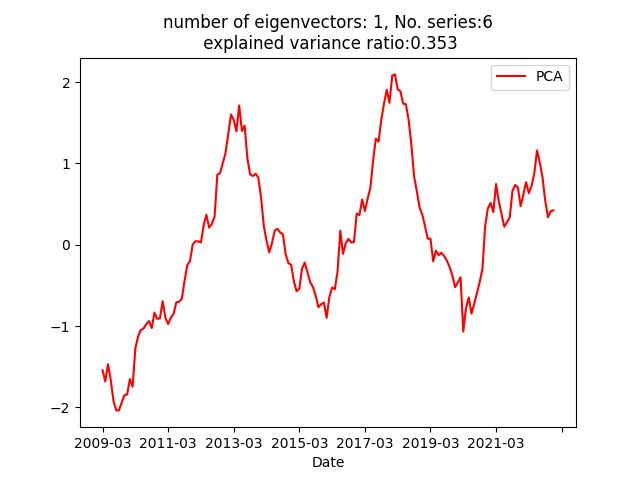 number of eigenvectors: 1, No. series:6
explained variance ratio:0.353
PCA
2
1
0
−1
−2
2009-03 2011-03 2013-03 2015-03 2017-03 2019-03 2021-03
Date